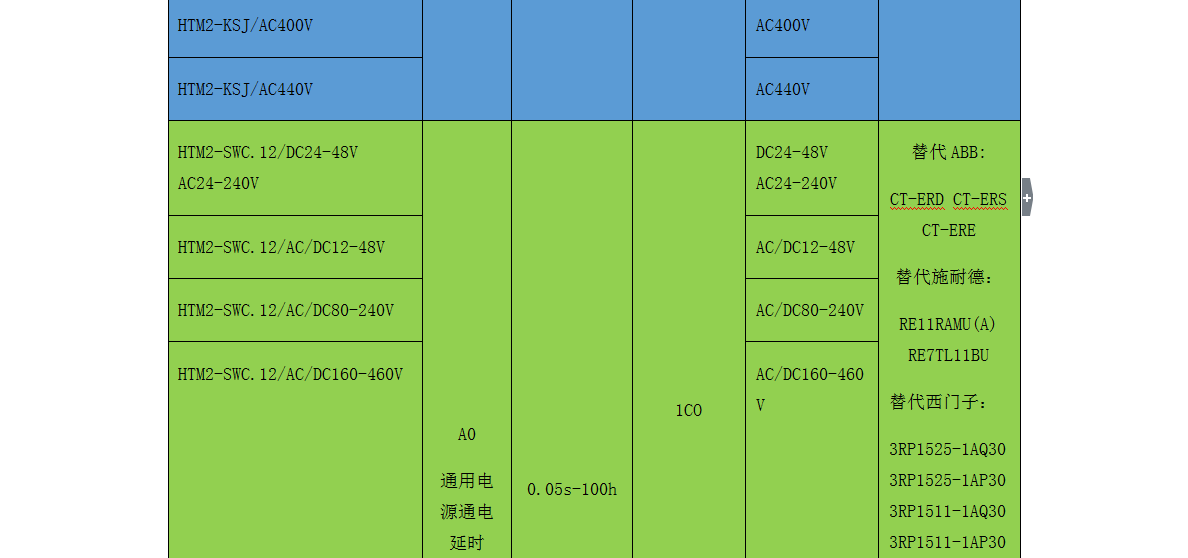 HTM2-KSJ/AC400V
AC400V
HTM2-KSJ/AC440V
AC440V
HTM2-SWC.12/DC24-48V
AC24-240V
DC24-48V
AC24-240V
HTM2-SWC.12/AC/DC12-48V
AC/DC12-48V
HTM2-SWC.12/AC/DC80-240V
AC/DC80-240V
HTM2-SWC.12/AC/DC160-460V
AC/DC160-460
V
A0
通用电
源通电
延时
0.05s-100h
1CO
替代 ABB:
CT-ERD CT-ERS
CT-ERE
替代施耐德:
RE11RAMU(A)
RE7TL11BU
替代西门子:
3RP1525-1AQ30
3RP1525-1AP30
3RP1511-1AQ30
3RP1511-1AP30